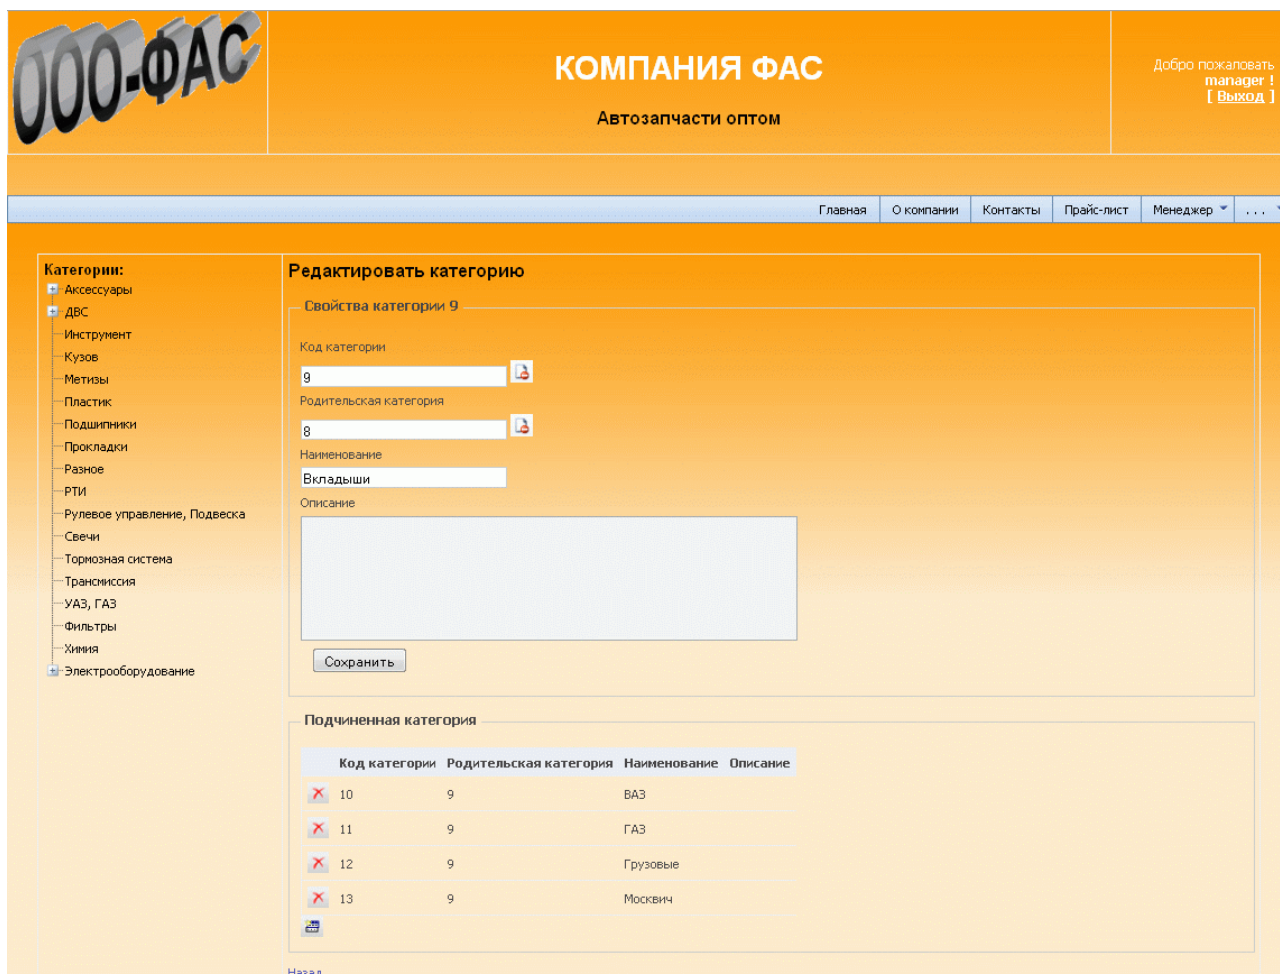 ООО-ФАС
КОМПАНИЯ ФАС
Автозапчасти оптом
Добро пожаловать
manager !
[ Выход ]
Главная
О компании
Контакты
Прайс-лист
Менеджер
. . .
Категории:
Аксессуары
ДВС
Инструмент
Кузов
Метизы
Пластик
Подшипники
Прокладки
Разное
РТИ
Рулевое управление, Подвеска
Свечи
Тормозная система
Трансмиссия
УАЗ, ГАЗ
Фильтры
Химия
Электрооборудование
Редактировать категорию
Свойства категории 9
Код категории
9
Родительская категория
8
Наименование
Вкладыши
Описание
Сохранить
Подчиненная категория
Код категории Родительская категория Наименование Описание
10 9 ВАЗ
11 9 ГАЗ
12 9 Грузовые
13 9 Москвич
Назад